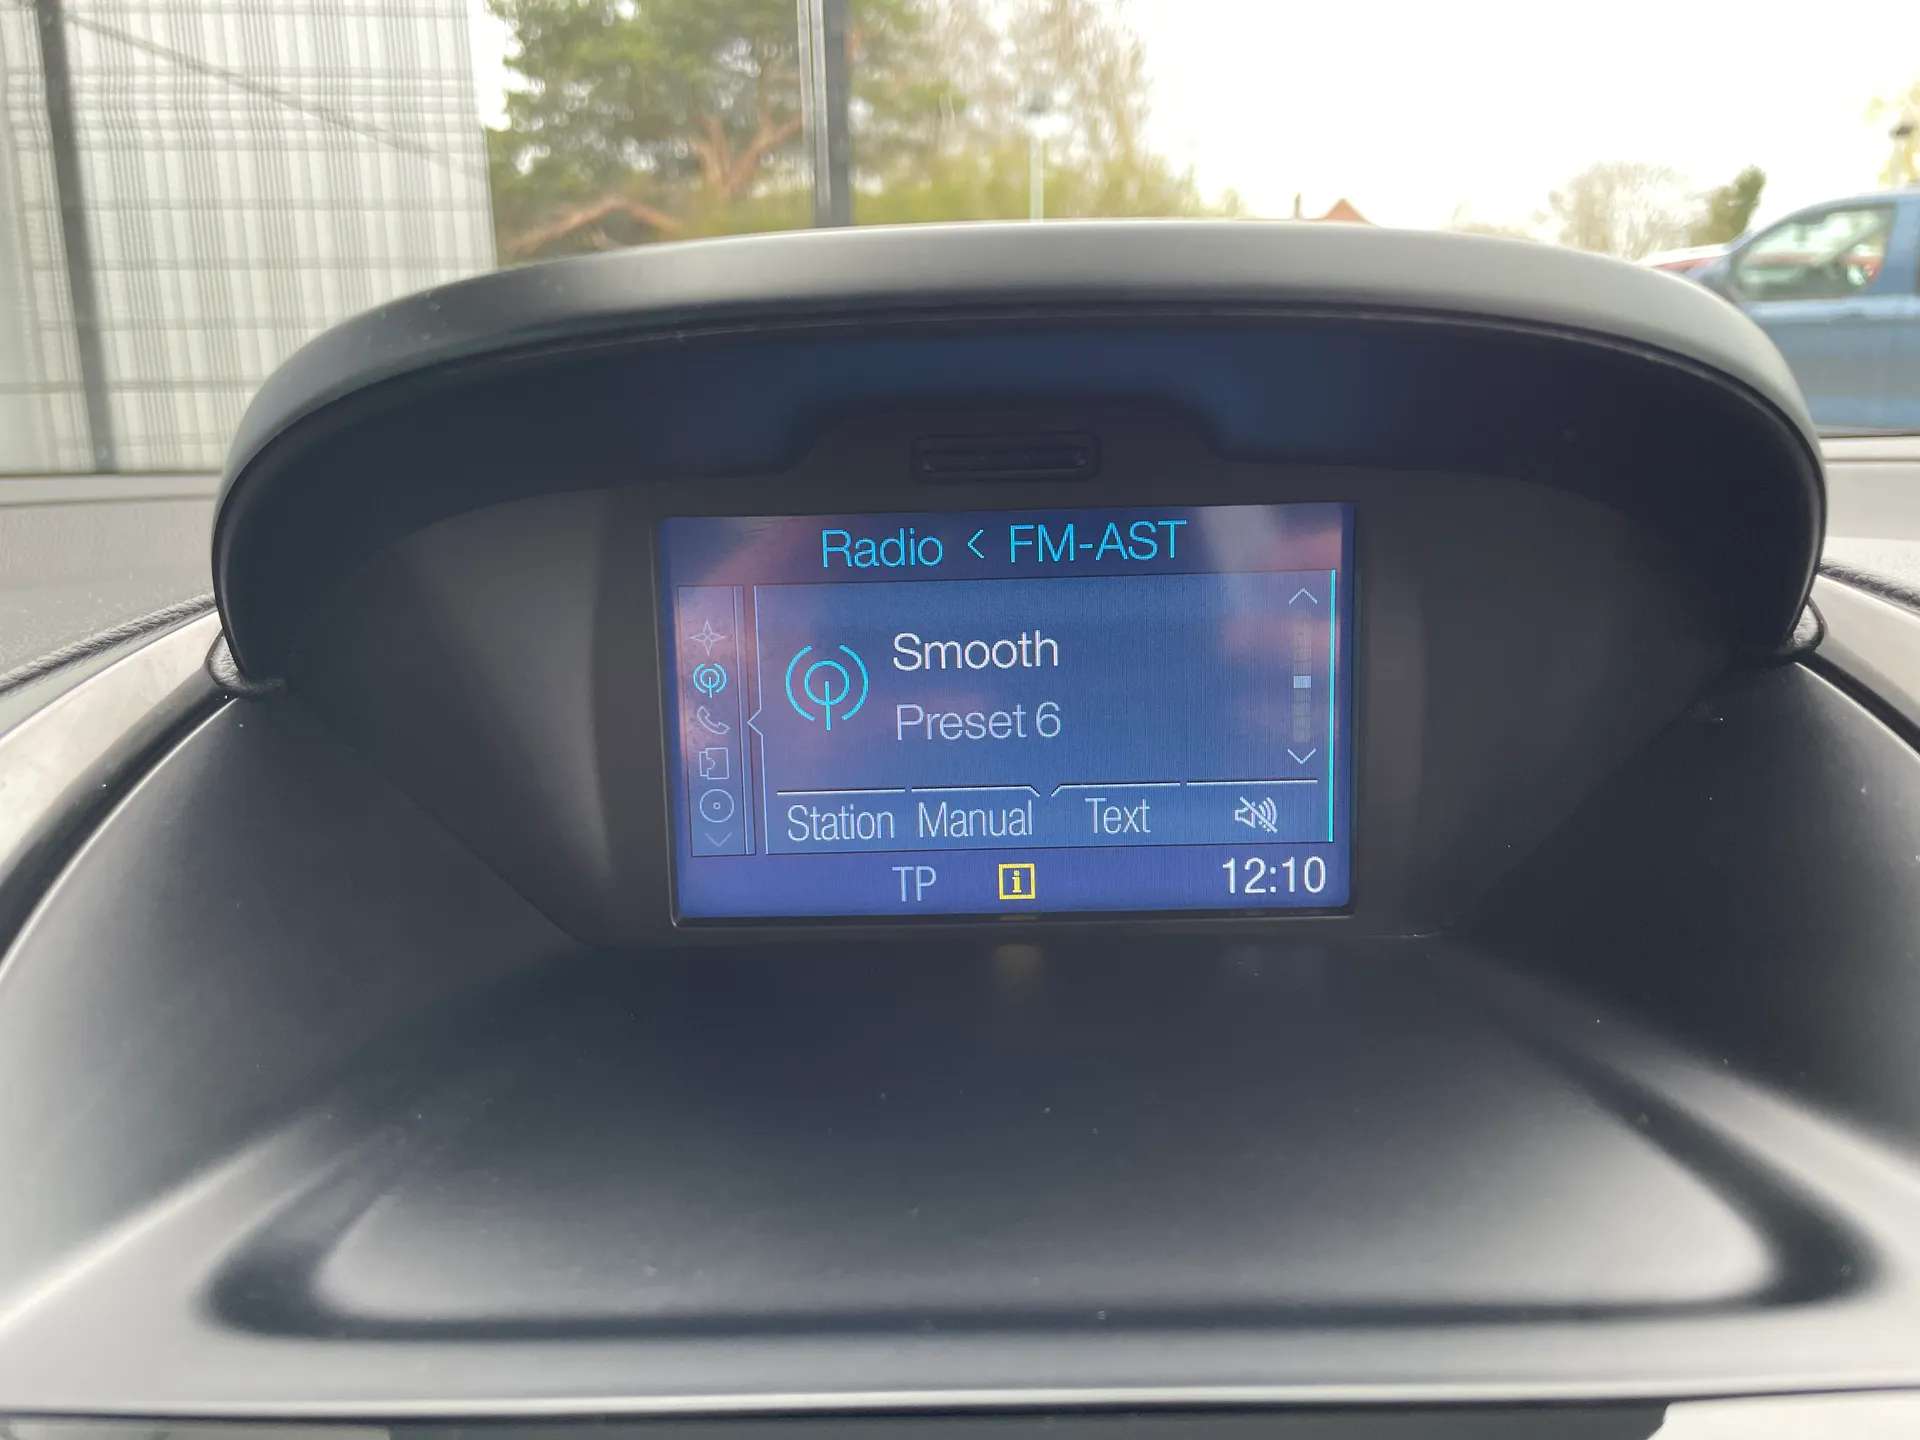 Radio < FM-AST
Smooth
Preset 6
Station Manual Text
TP i 12:10